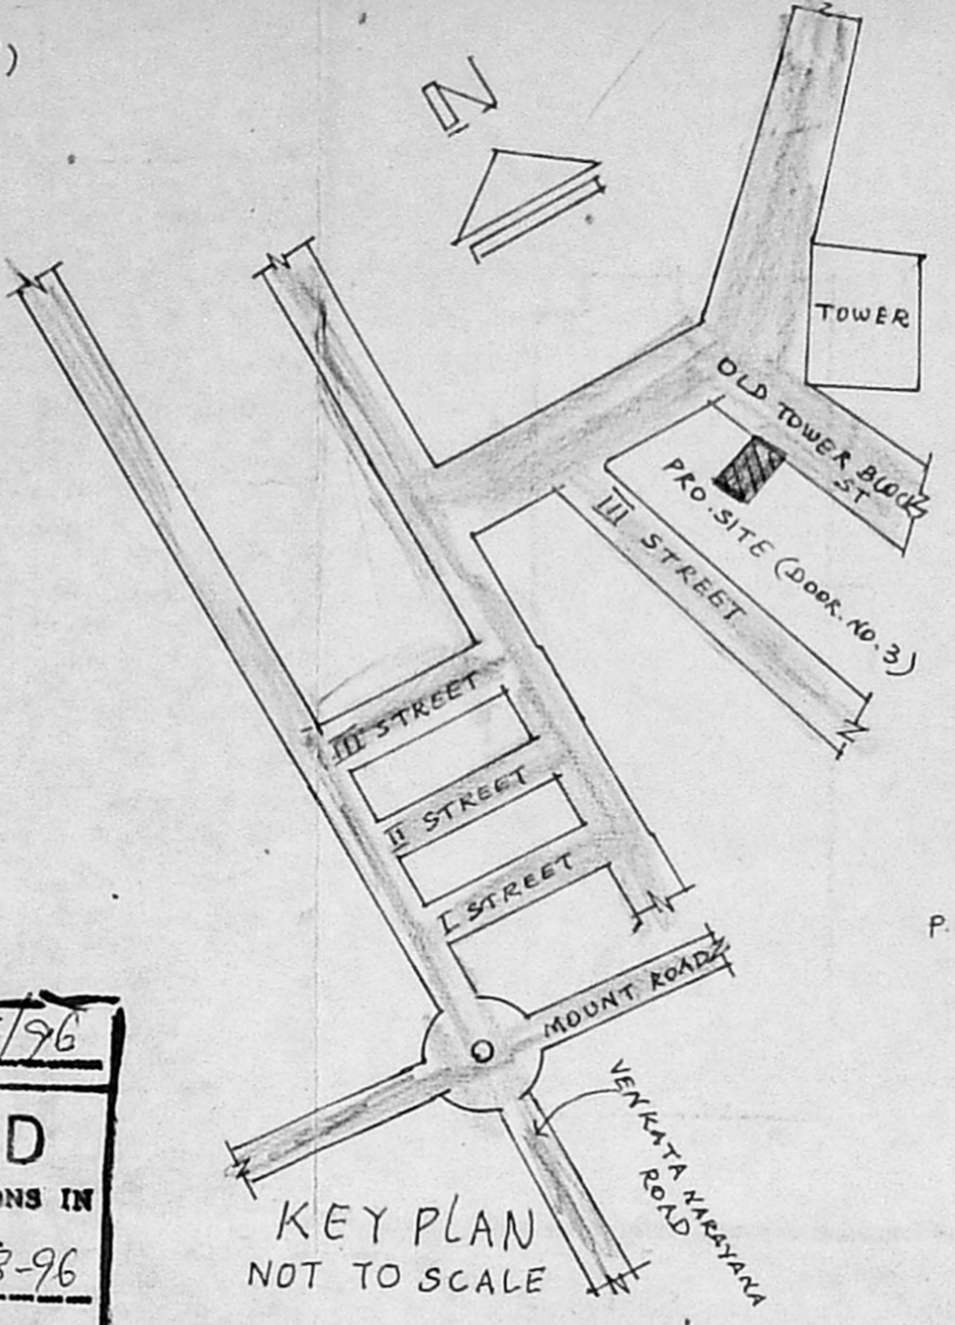 )
N
TOWER
OLD TOWER BLOCK
ST
PRO. SITE (DOOR. NO. 3)
III STREET
III STREET
II STREET
I STREET
MOUNT ROAD
VENKATA NARAYANA
ROAD
P.
/96
D
ONS IN
3-96
KEY PLAN
NOT TO SCALE